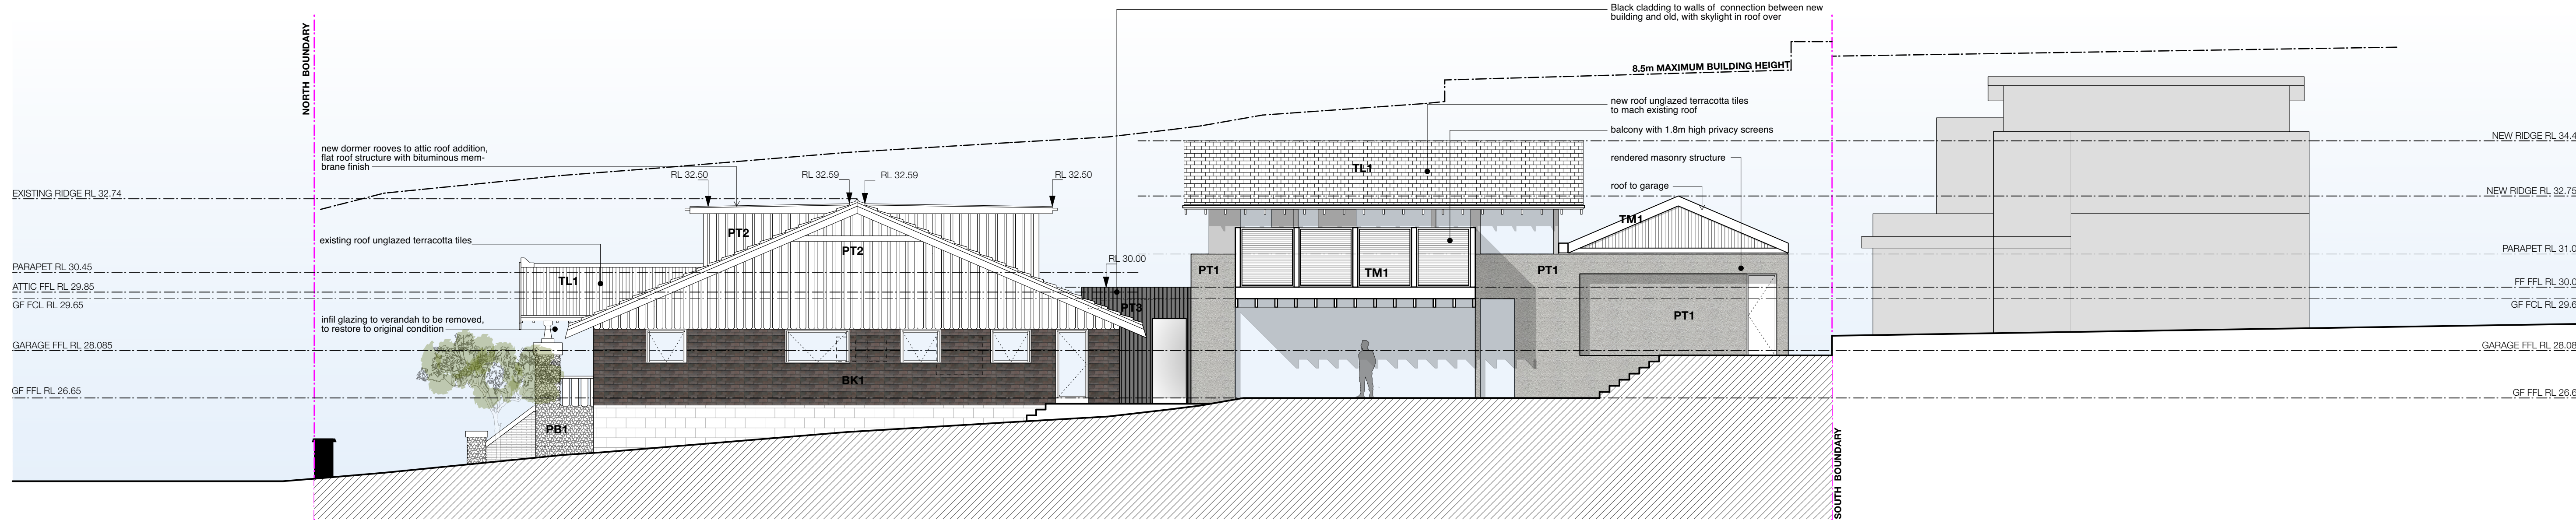 Black cladding to walls of connection between new
building and old, with skylight in roof over
NORTH BOUNDARY
8.5m MAXIMUM BUILDING HEIGHT
new roof unglazed terracotta tiles
to mach existing roof
balcony with 1.8m high privacy screens
NEW RIDGE RL 34.4
new dormer rooves to attic roof addition,
flat roof structure with bituminous mem-
brane finish
rendered masonry structure
TL1
RL 32.50
RL 32.59
RL 32.59
RL 32.50
roof to garage
EXISTING RIDGE RL 32.74
NEW RIDGE RL 32.75
TM1
PT2
existing roof unglazed terracotta tiles
PT2
PARAPET RL 31.0
RL 30.00
PARAPET RL 30.45
PT1
TM1
PT1
TL1
ATTIC FFL RL 29.85
FF FFL RL 30.0
GF FCL RL 29.65
GF FCL RL 29.6
PT3
PT1
infil glazing to verandah to be removed,
to restore to original condition
GARAGE FFL RL 28.085
GARAGE FFL RL 28.08
BK1
GF FFL RL 26.65
GF FFL RL 26.6
PB1
SOUTH BOUNDARY